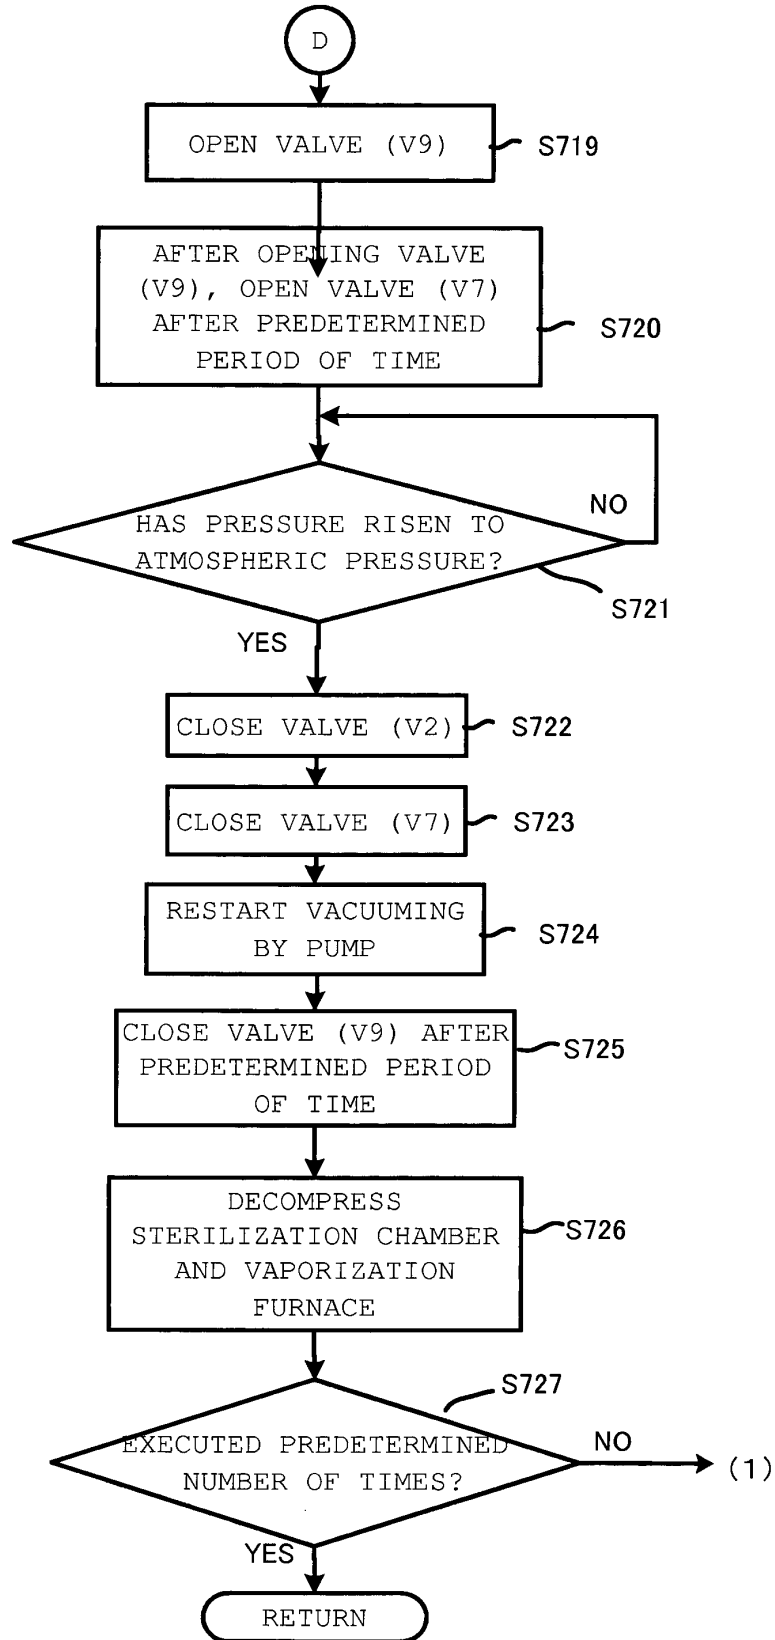 D
OPEN VALVE (V9)
S719
AFTER OPENING VALVE
(V9), OPEN VALVE (V7)
AFTER PREDETERMINED
PERIOD OF TIME
S720
HAS PRESSURE RISEN TO
ATMOSPHERIC PRESSURE?
NO
S721
YES
CLOSE VALVE (V2)
S722
CLOSE VALVE (V7)
S723
RESTART VACUUMING
BY PUMP
S724
CLOSE VALVE (V9) AFTER
PREDETERMINED PERIOD
OF TIME
S725
DECOMPRESS
STERILIZATION CHAMBER
AND VAPORIZATION
FURNACE
S726
S727
EXECUTED PREDETERMINED
NUMBER OF TIMES?
NO
(1)
YES
RETURN